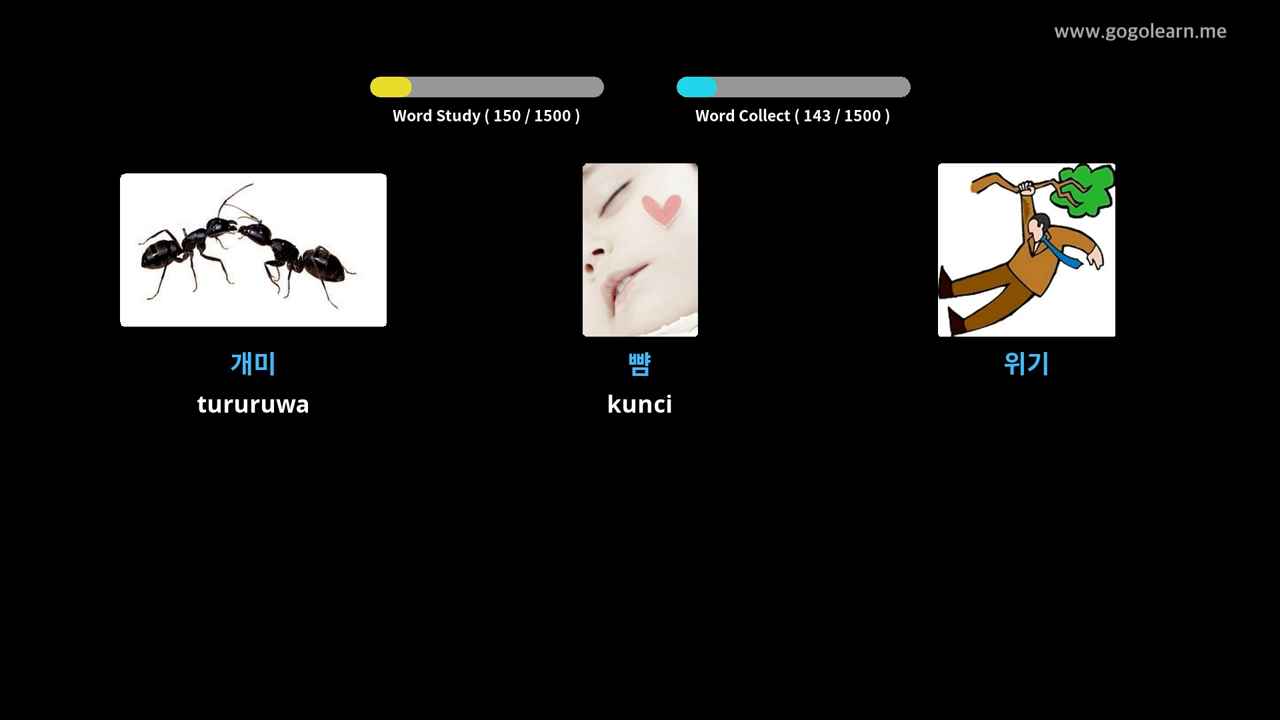 www.gogolearn.me
Word Study ( 150 / 1500 )
Word Collect ( 143 / 1500 )
개미
뺨
위기
tururuwa
kunci